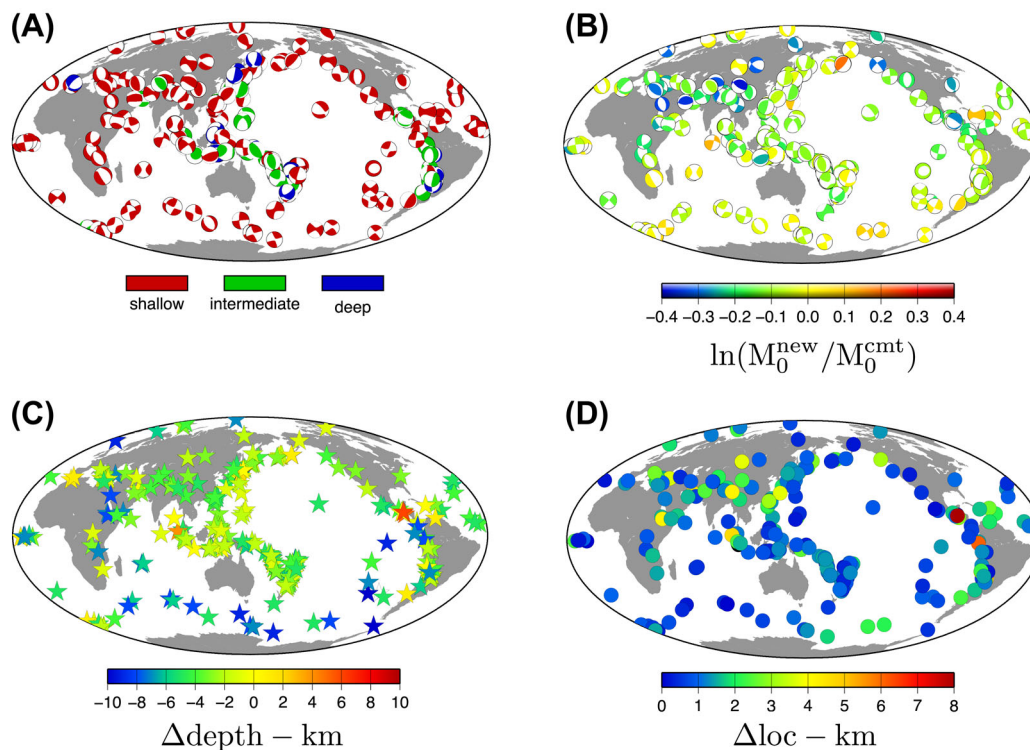 (A)
(B)
shallow intermediate deep
−0.4 −0.3 −0.2 −0.1 0.0 0.1 0.2 0.3 0.4
ln(M₀ⁿᵉʷ/M₀ᶜᵐᵗ)
(C)
(D)
−10 −8 −6 −4 −2 0 2 4 6 8 10
Δdepth − km
0 1 2 3 4 5 6 7 8
Δloc − km